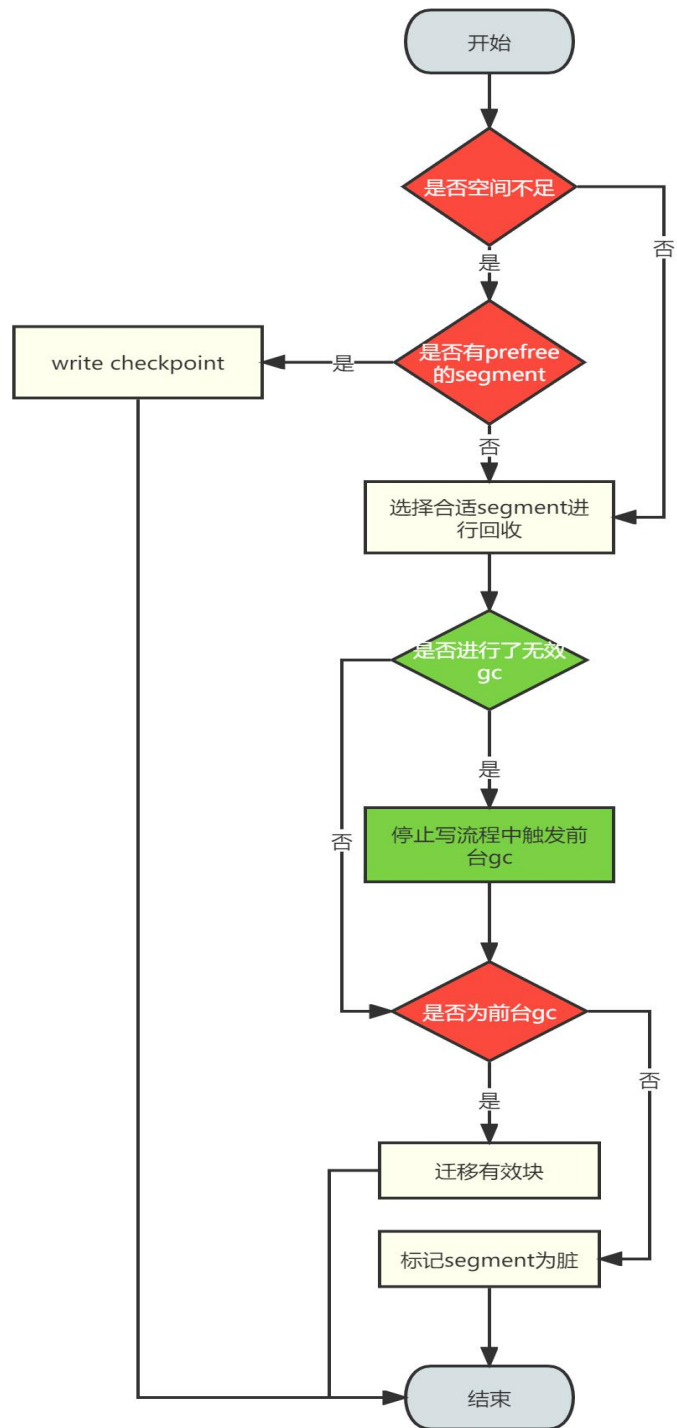 开始
是否空间不足
否
是
是否有prefree
的segment
是
write checkpoint
否
选择合适segment进
行回收
是否进行了无效
gc
是
否
停止写流程中触发前
台gc
是否为前台gc
否
是
迁移有效块
标记segment为脏
结束